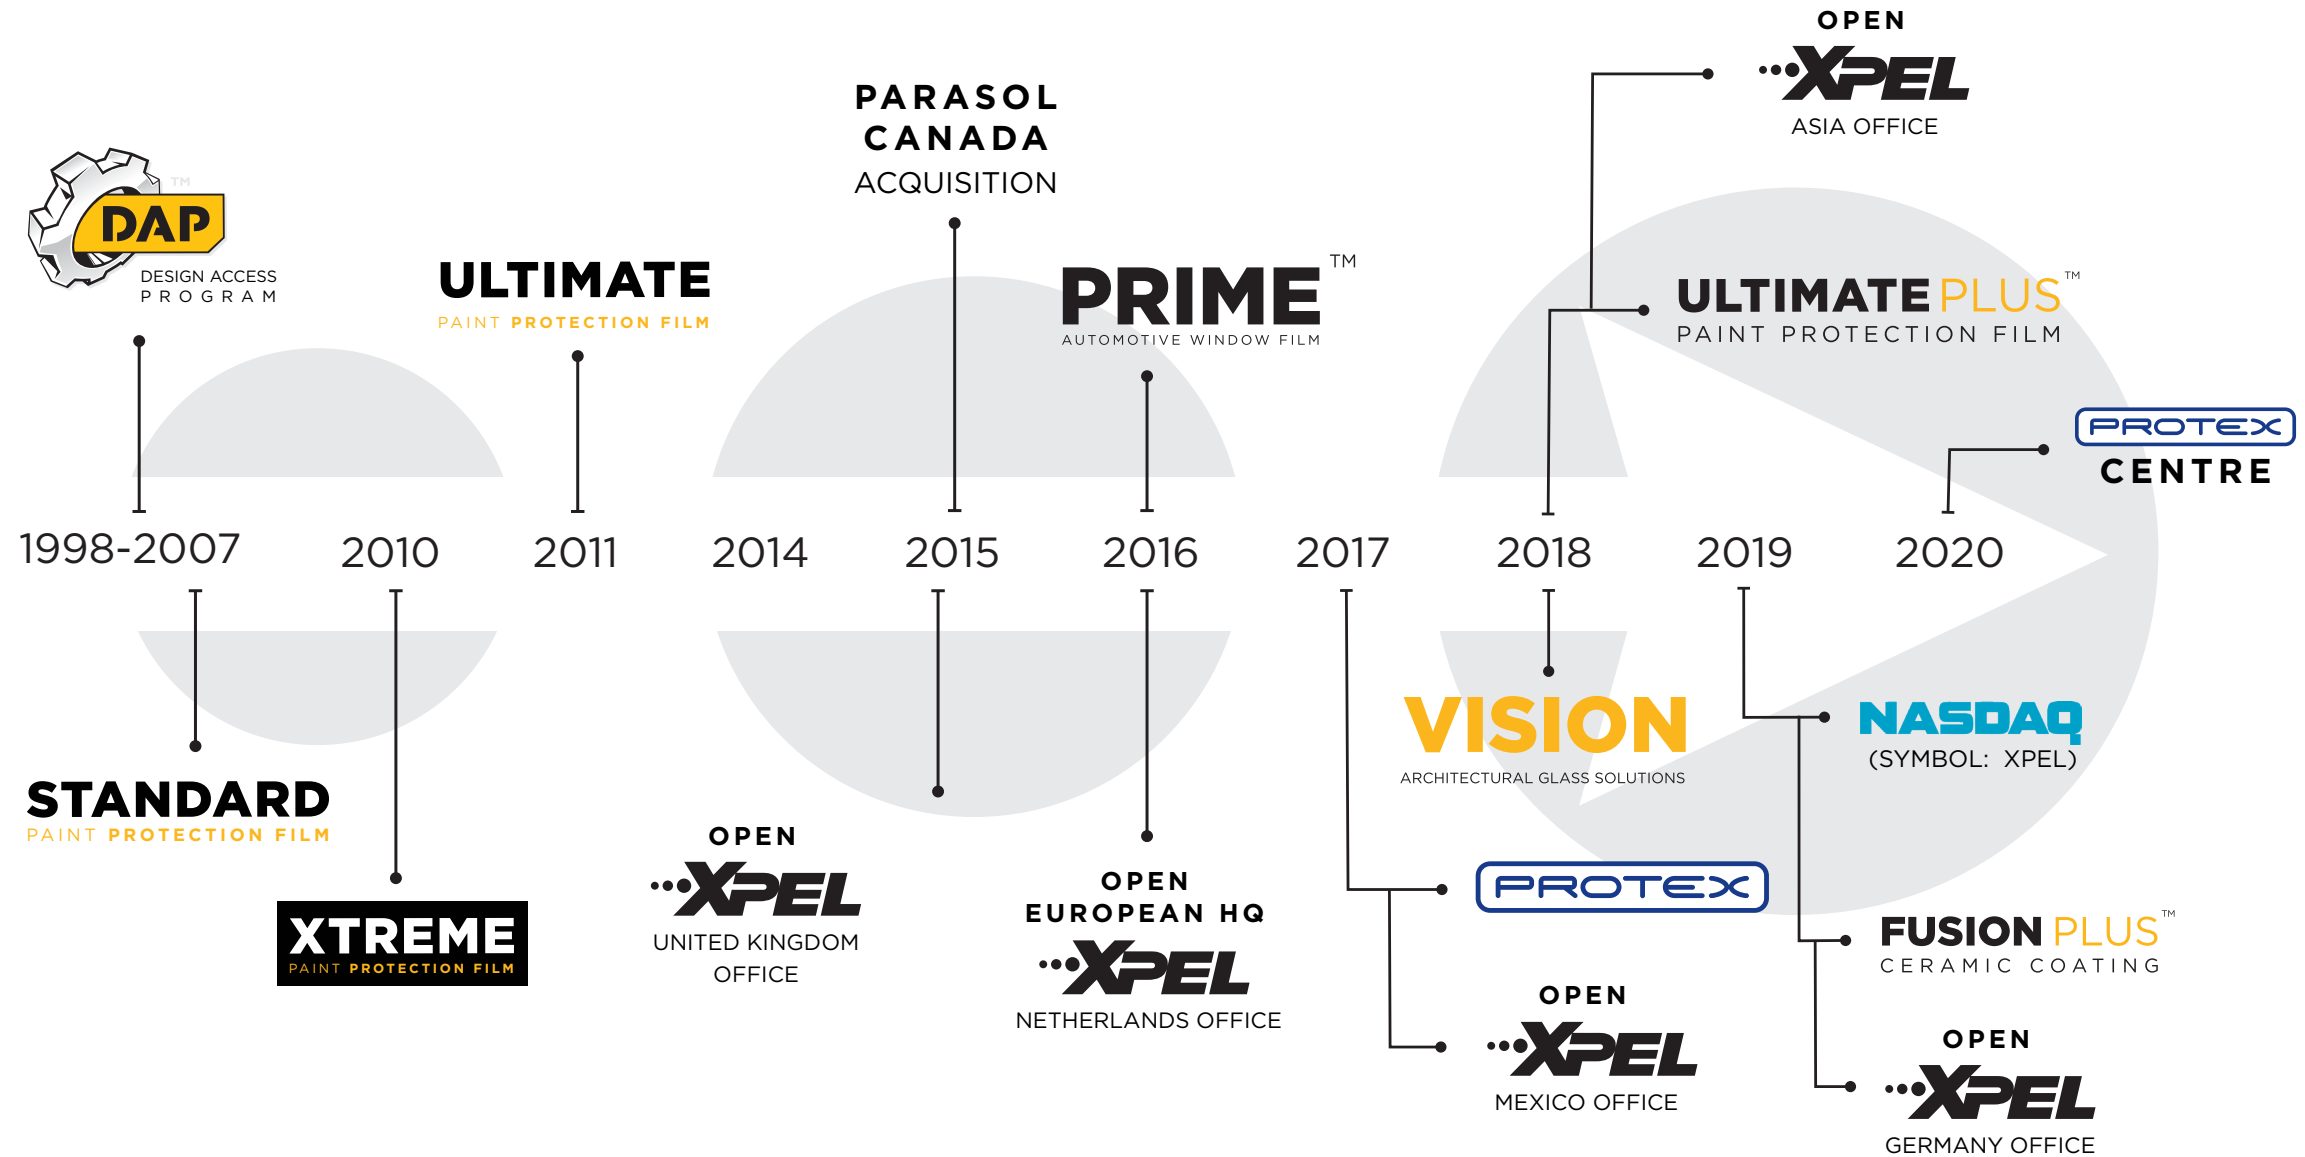 OPEN
XPEL
ASIA OFFICE
PARASOL
CANADA
ACQUISITION
DAP
TM
DESIGN ACCESS
PROGRAM
ULTIMATE
PAINT PROTECTION FILM
PRIME TM
AUTOMOTIVE WINDOW FILM
ULTIMATE PLUS TM
PAINT PROTECTION FILM
PROTEX
CENTRE
1998-2007
2010
2011
2014
2015
2016
2017
2018
2019
2020
STANDARD
PAINT PROTECTION FILM
XTREME
PAINT PROTECTION FILM
OPEN
XPEL
UNITED KINGDOM
OFFICE
OPEN
EUROPEAN HQ
XPEL
NETHERLANDS OFFICE
VISION
ARCHITECTURAL GLASS SOLUTIONS
PROTEX
OPEN
XPEL
MEXICO OFFICE
NASDAQ
(SYMBOL: XPEL)
FUSION PLUS TM
CERAMIC COATING
OPEN
XPEL
GERMANY OFFICE